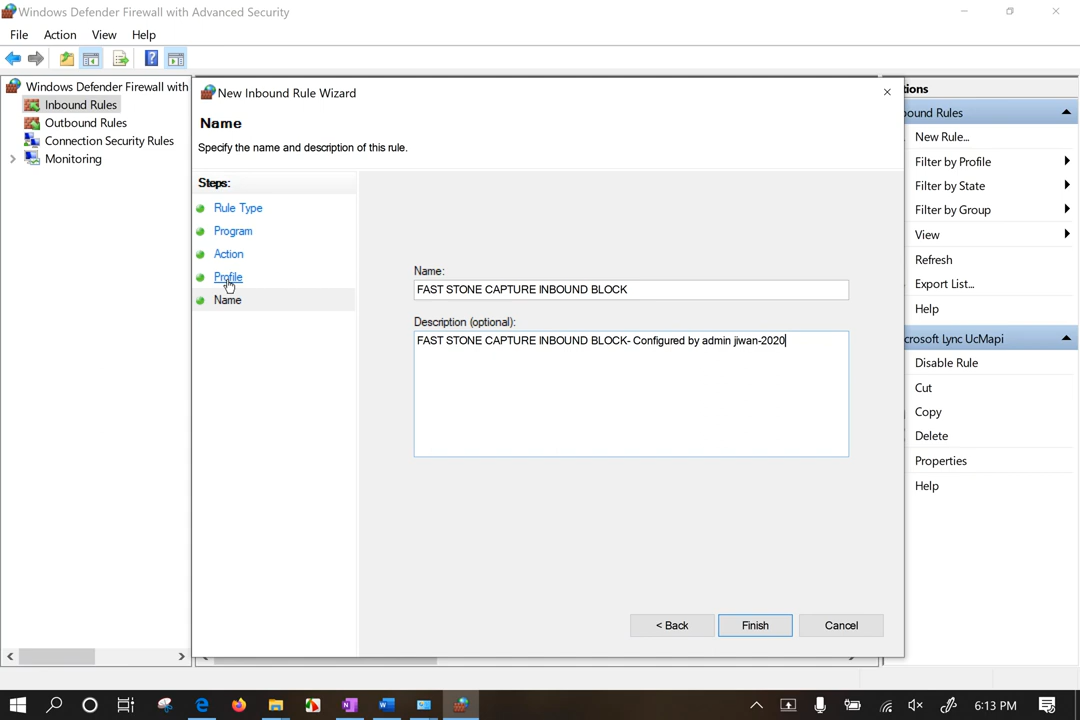 Windows Defender Firewall with Advanced Security
File Action View Help
Windows Defender Firewall with
Inbound Rules
Outbound Rules
Connection Security Rules
Monitoring
New Inbound Rule Wizard
Name
Specify the name and description of this rule.
Steps:
Rule Type
Program
Action
Profile
Name
Name:
FAST STONE CAPTURE INBOUND BLOCK
Description (optional):
FAST STONE CAPTURE INBOUND BLOCK- Configured by admin jiwan-2020
< Back
Finish
Cancel
ions
ound Rules
New Rule...
Filter by Profile
Filter by State
Filter by Group
View
Refresh
Export List...
Help
crosoft Lync UcMapi
Disable Rule
Cut
Copy
Delete
Properties
Help
6:13 PM